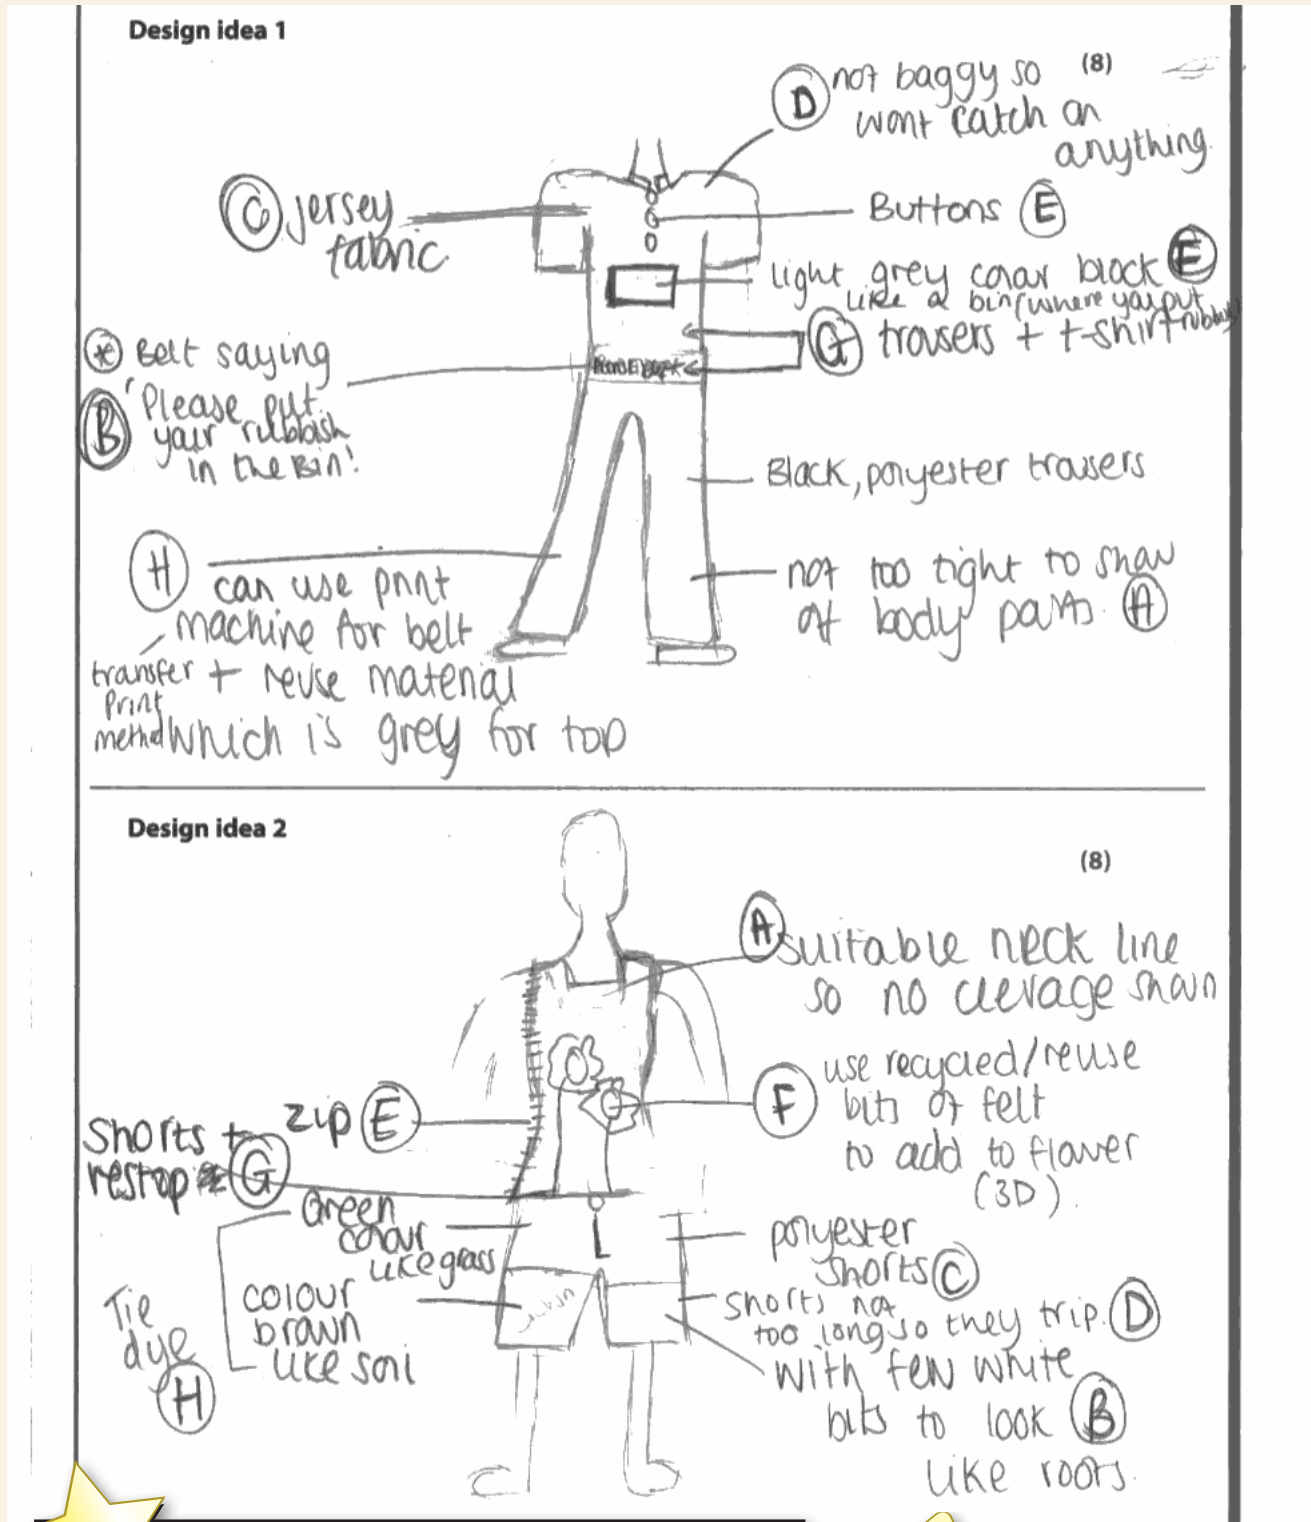 Design idea 1
(8)
D not baggy so
wont catch on
anything.
C jersey
fabric
Buttons E
light grey colour block F
like a bin (where you put
rubbish
G trousers + t-shirt
* Belt saying
B 'Please put
your rubbish
in the Bin'.
Black, polyester trousers
H can use print
machine for belt
transfer
print
method
+ reuse material
which is grey for top
not too tight to show
of body parts. A
Design idea 2
(8)
A suitable neck line
so no clevage shown
F use recycled/reuse
bits of felt
to add to flower
(3D).
Zip E
Shorts +
G
Green
colour
like grass
colour
brown
like soil
Tie
dye
H
polyester
shorts C
shorts not
too long so they trip. D
with few white
bits to look B
like roots.